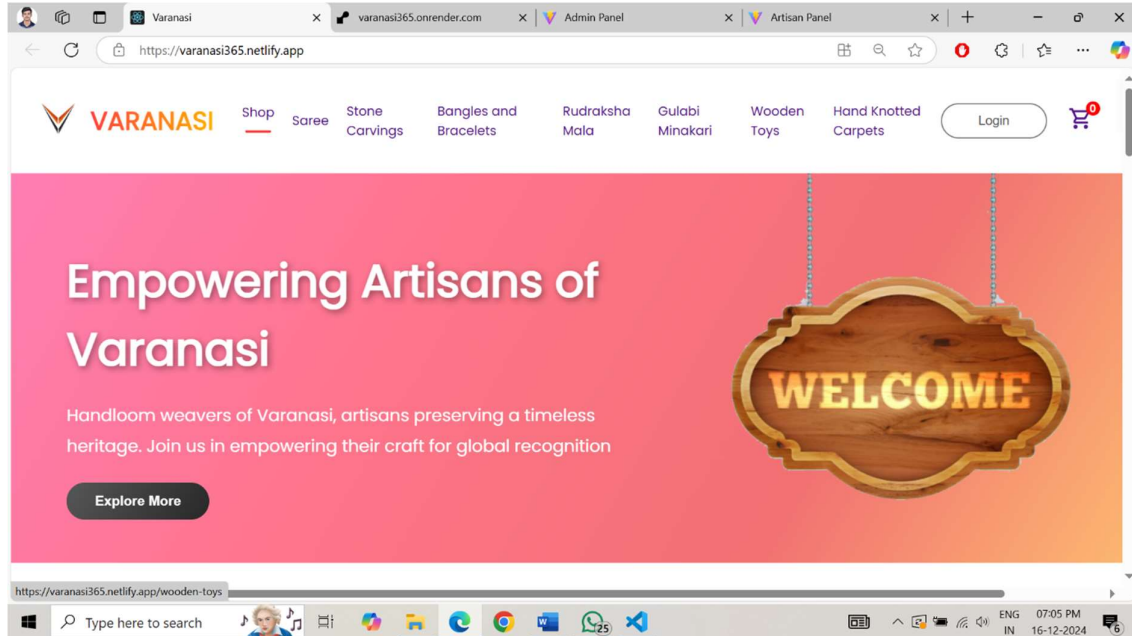 Varanasi
varanasi365.onrender.com
Admin Panel
Artisan Panel
https://varanasi365.netlify.app
VARANASI
Shop
Saree
Stone
Carvings
Bangles and
Bracelets
Rudraksha
Mala
Gulabi
Minakari
Wooden
Toys
Hand Knotted
Carpets
Login
0
Empowering Artisans of
Varanasi
Handloom weavers of Varanasi, artisans preserving a timeless
heritage. Join us in empowering their craft for global recognition
Explore More
WELCOME
https://varanasi365.netlify.app/wooden-toys
Type here to search
25
ENG
IN
07:05 PM
16-12-2024
6